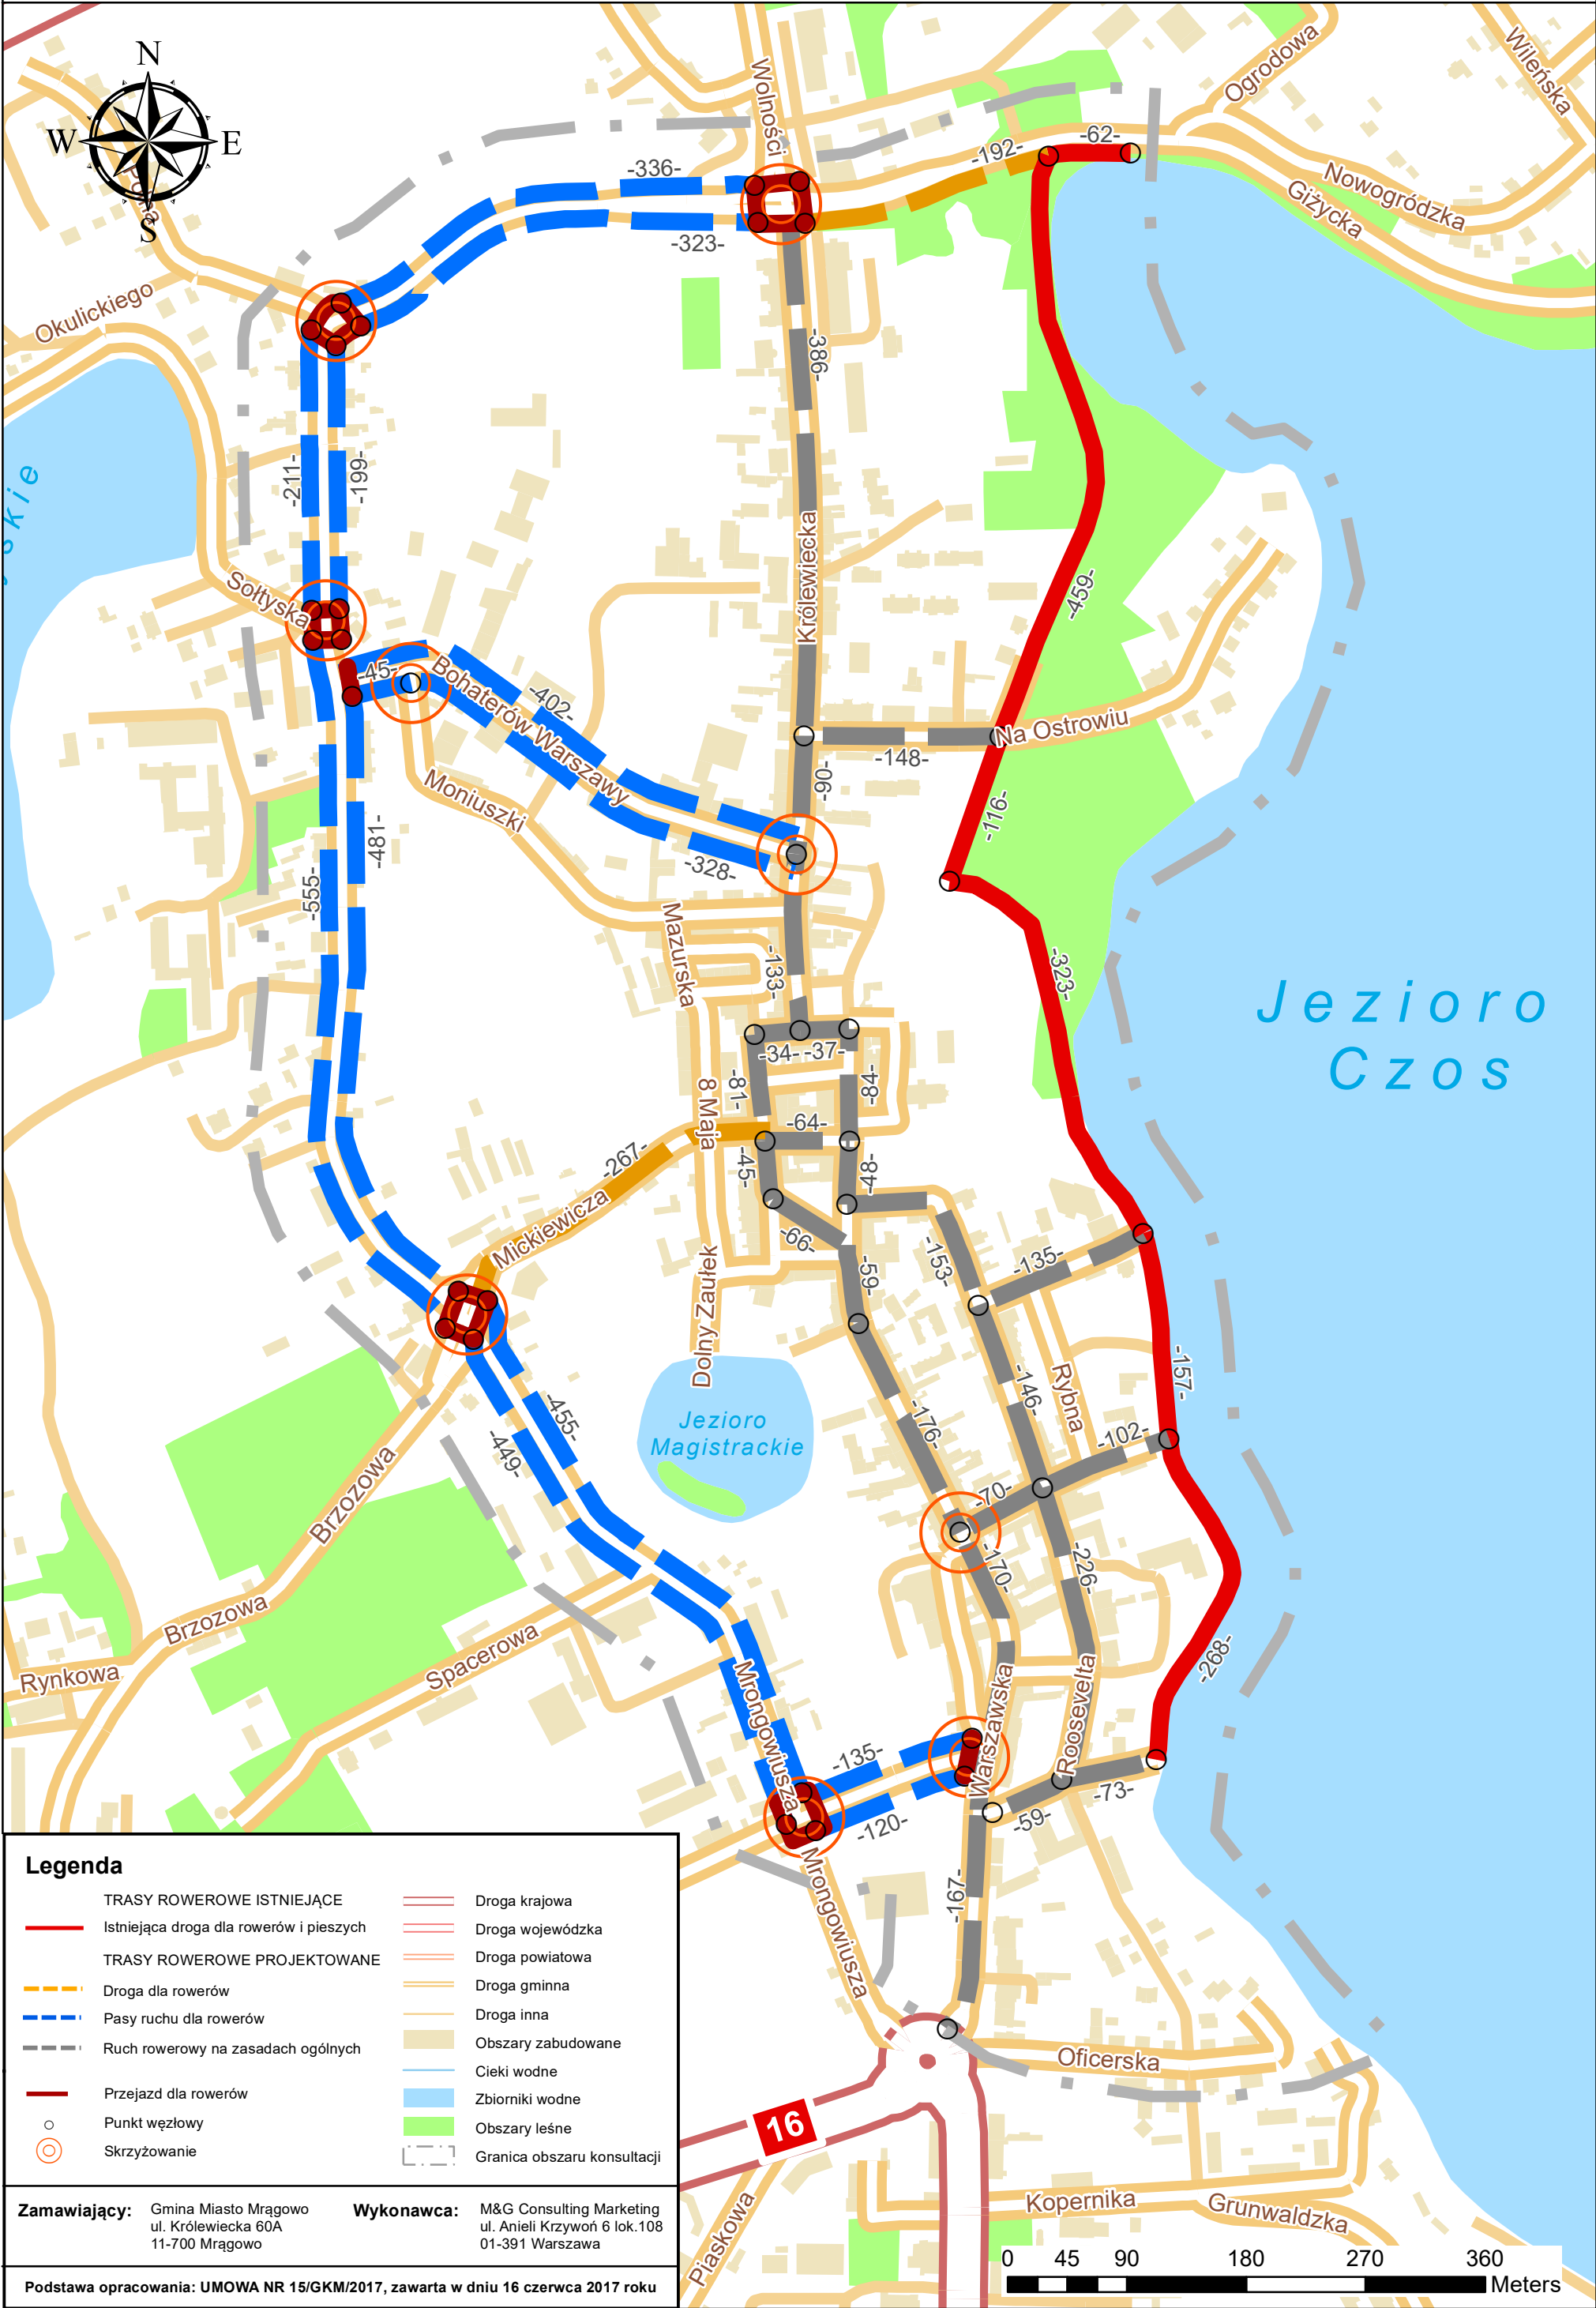 N
W
E
S
Polna
Wolności
Ogrodowa
Wileńska
-62-
-192-
-336-
-323-
Nowogródzka
Giżycka
Okulickiego
-386-
-211-
-199-
skie
Królewiecka
-459-
Sołtyska
-45-
Bohaterów Warszawy
-402-
Na Ostrowiu
-148-
-90-
Moniuszki
-116-
-481-
-328-
-555-
Mazurska
-133-
-323-
Jezioro
Czos
-34-
-37-
-81-
8 Maja
-84-
-64-
-267-
-45-
-48-
Mickiewicza
-66-
-153-
-135-
-59-
Dolny Zaułek
-157-
-146-
Rybna
-455-
-449-
Jezioro
Magistrackie
-176-
-102-
Brzozowa
-70-
-170-
-226-
Brzozowa
Spacerowa
Rynkowa
-268-
Mrongowiusza
Warszawska
Roosevelta
-135-
-120-
-73-
-59-
Mrongowiusza
-167-
Oficerska
16
Kopernika
Grunwaldzka
Piaskowa
0 45 90 180 270 360
Meters
Legenda
TRASY ROWEROWE ISTNIEJĄCE
Istniejąca droga dla rowerów i pieszych
TRASY ROWEROWE PROJEKTOWANE
Droga dla rowerów
Pasy ruchu dla rowerów
Ruch rowerowy na zasadach ogólnych
Przejazd dla rowerów
Punkt węzłowy
Skrzyżowanie
Droga krajowa
Droga wojewódzka
Droga powiatowa
Droga gminna
Droga inna
Obszary zabudowane
Cieki wodne
Zbiorniki wodne
Obszary leśne
Granica obszaru konsultacji
Zamawiający: Gmina Miasto Mrągowo
ul. Królewiecka 60A
11-700 Mrągowo
Wykonawca: M&G Consulting Marketing
ul. Anieli Krzywoń 6 lok.108
01-391 Warszawa
Podstawa opracowania: UMOWA NR 15/GKM/2017, zawarta w dniu 16 czerwca 2017 roku